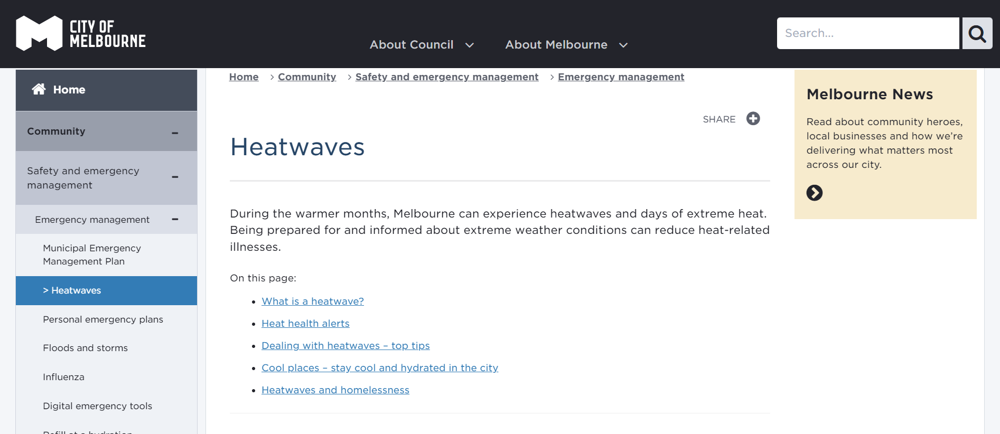 CITY OF
MELBOURNE
About Council
About Melbourne
Search...
Home
Community
Safety and emergency
management
Emergency management
Municipal Emergency
Management Plan
> Heatwaves
Personal emergency plans
Floods and storms
Influenza
Digital emergency tools
Home > Community > Safety and emergency management > Emergency management
SHARE
Heatwaves
During the warmer months, Melbourne can experience heatwaves and days of extreme heat.
Being prepared for and informed about extreme weather conditions can reduce heat-related
illnesses.
On this page:
What is a heatwave?
Heat health alerts
Dealing with heatwaves – top tips
Cool places – stay cool and hydrated in the city
Heatwaves and homelessness
Melbourne News
Read about community heroes,
local businesses and how we're
delivering what matters most
across our city.